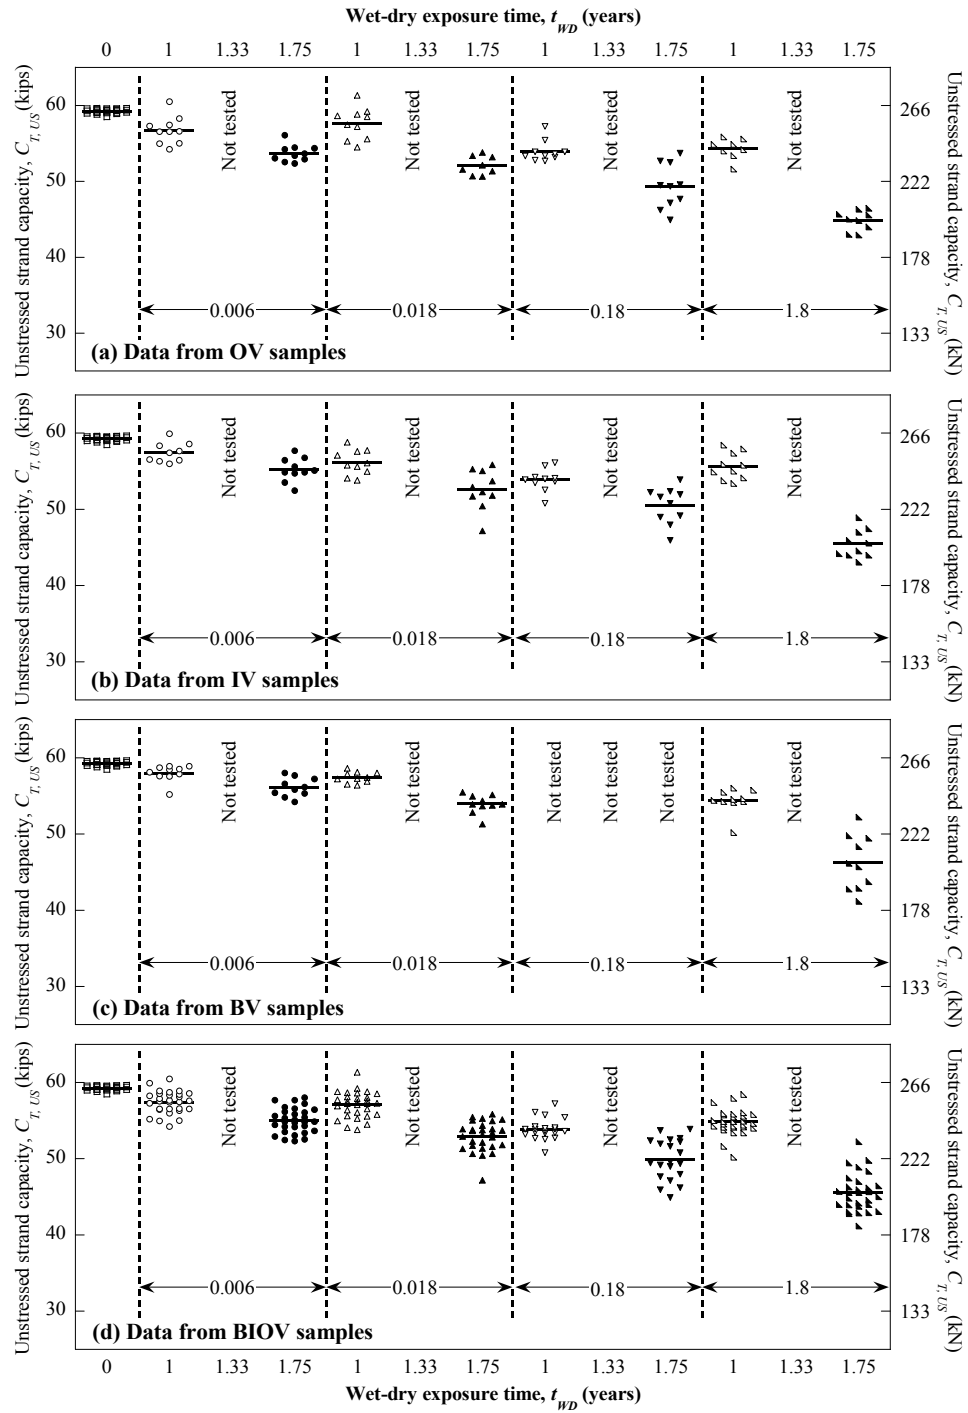 Wet-dry exposure time, t_WD (years)
0 1 1.33 1.75 1 1.33 1.75 1 1.33 1.75 1 1.33 1.75
Unstressed strand capacity, C_T, US (kips)
60
50
40
30
Not tested
Not tested
Not tested
Not tested
0.006
0.018
0.18
1.8
(a) Data from OV samples
266
222
178
133
Unstressed strand capacity, C_T, US (kN)
Unstressed strand capacity, C_T, US (kips)
60
50
40
30
Not tested
Not tested
Not tested
Not tested
0.006
0.018
0.18
1.8
(b) Data from IV samples
266
222
178
133
Unstressed strand capacity, C_T, US (kN)
Unstressed strand capacity, C_T, US (kips)
60
50
40
30
Not tested
Not tested
Not tested
Not tested
Not tested
Not tested
0.006
0.018
0.18
1.8
(c) Data from BV samples
266
222
178
133
Unstressed strand capacity, C_T, US (kN)
Unstressed strand capacity, C_T, US (kips)
60
50
40
30
Not tested
Not tested
Not tested
Not tested
0.006
0.018
0.18
1.8
(d) Data from BIOV samples
266
222
178
133
Unstressed strand capacity, C_T, US (kN)
0 1 1.33 1.75 1 1.33 1.75 1 1.33 1.75 1 1.33 1.75
Wet-dry exposure time, t_WD (years)